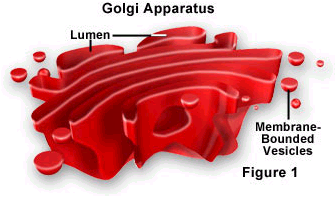 Golgi Apparatus
Lumen
Membrane-
Bounded
Vesicles
Figure 1